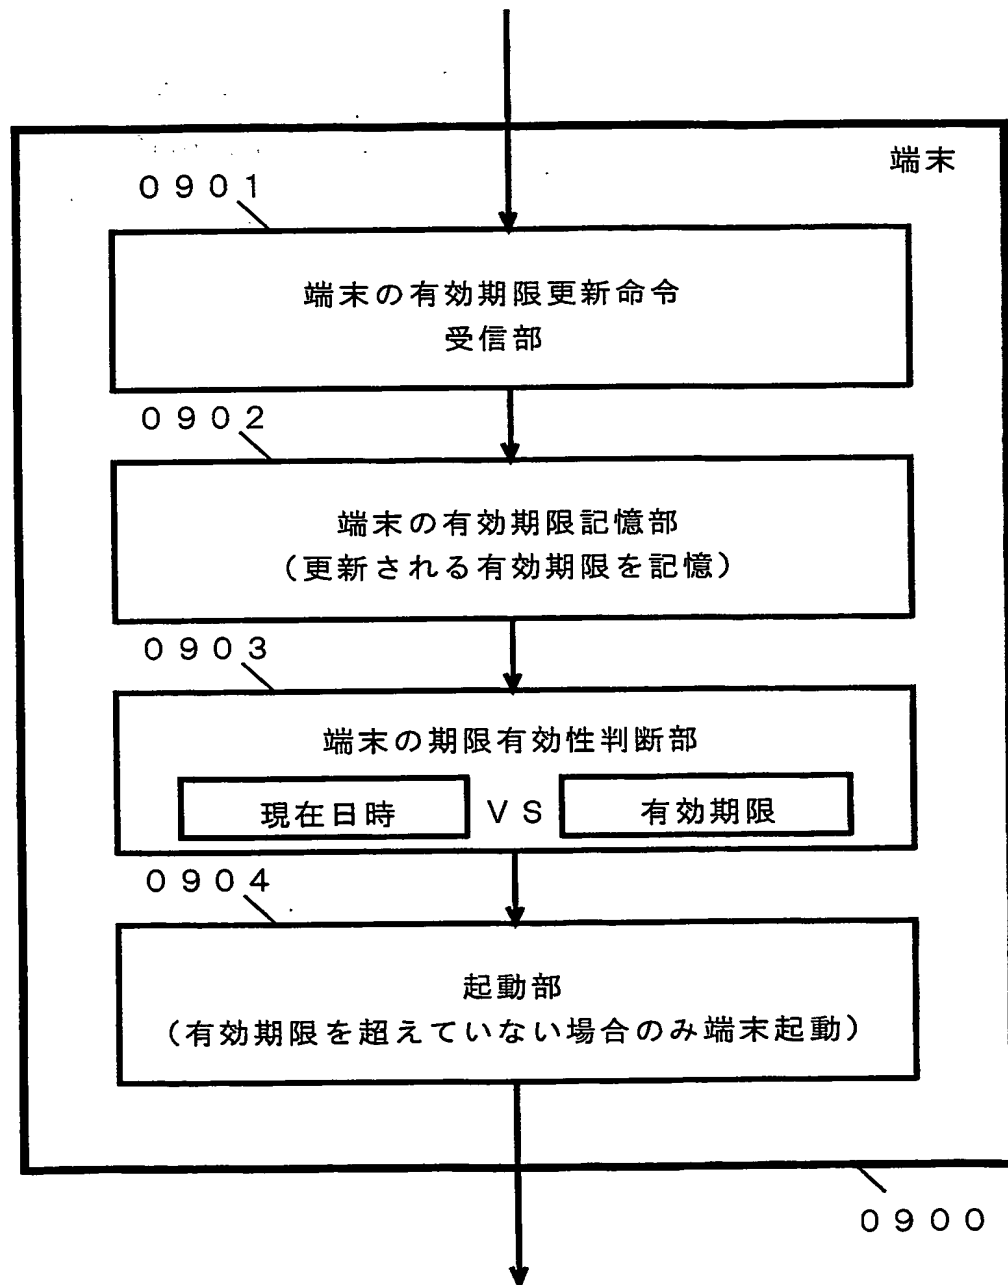 端末
０９０１
端末の有効期限更新命令
受信部
０９０２
端末の有効期限記憶部
（更新される有効期限を記憶）
０９０３
端末の期限有効性判断部
現在日時 ＶＳ 有効期限
０９０４
起動部
（有効期限を超えていない場合のみ端末起動）
０９００